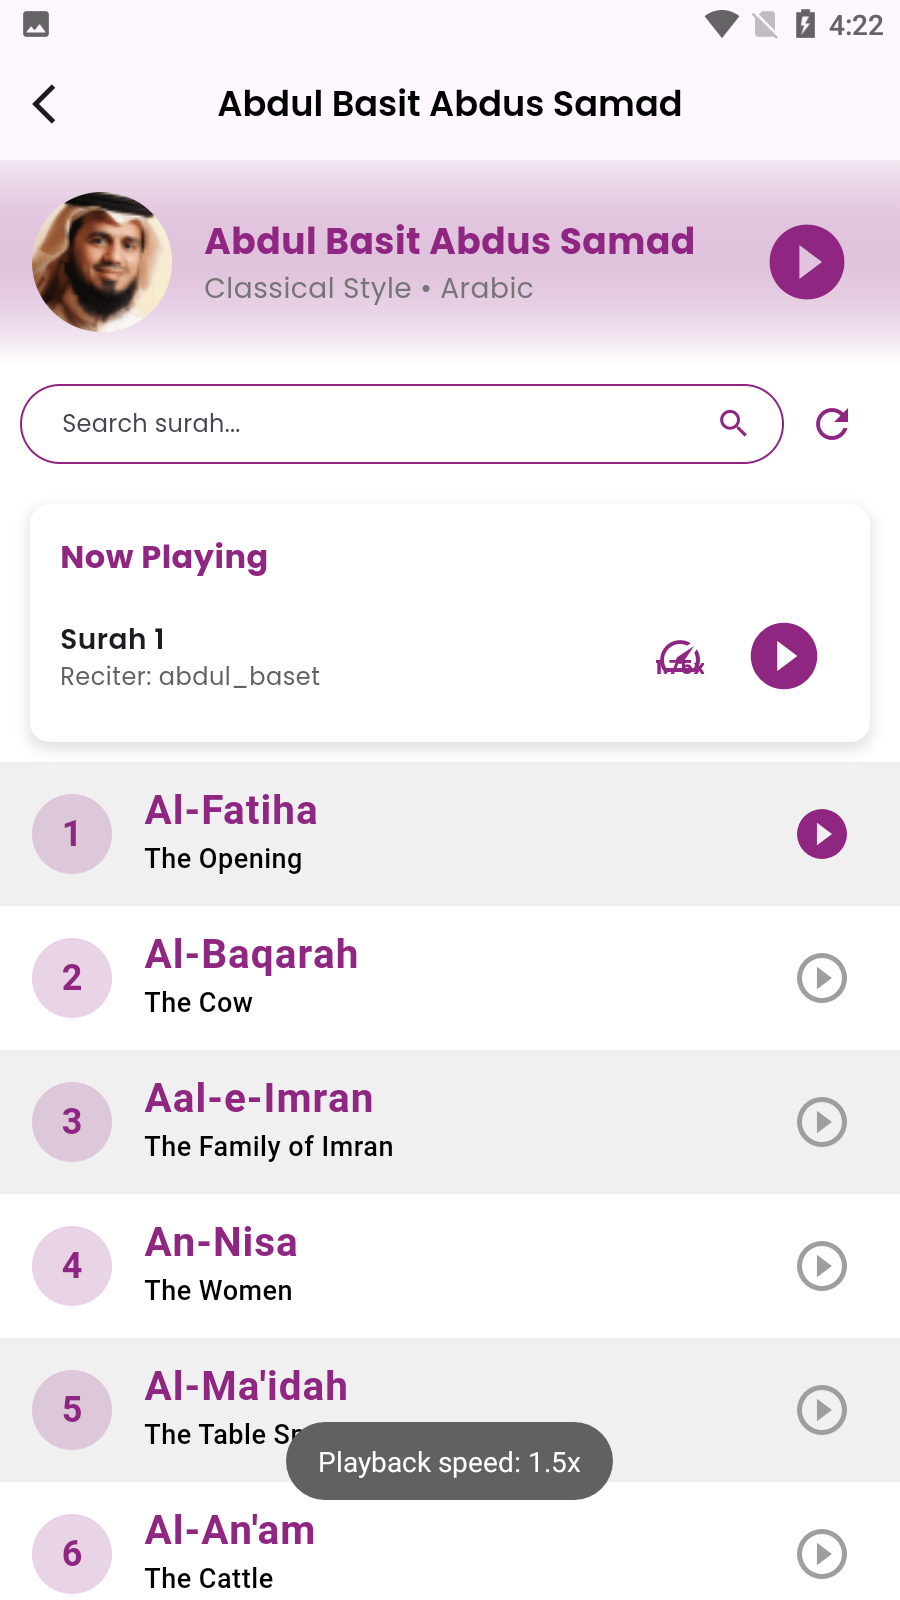 4:22
Abdul Basit Abdus Samad
Abdul Basit Abdus Samad
Classical Style • Arabic
Search surah...
Now Playing
Surah 1
Reciter: abdul_baset
1.75x
1
Al-Fatiha
The Opening
2
Al-Baqarah
The Cow
3
Aal-e-Imran
The Family of Imran
4
An-Nisa
The Women
5
Al-Ma'idah
The Table
Playback speed: 1.5x
6
Al-An'am
The Cattle